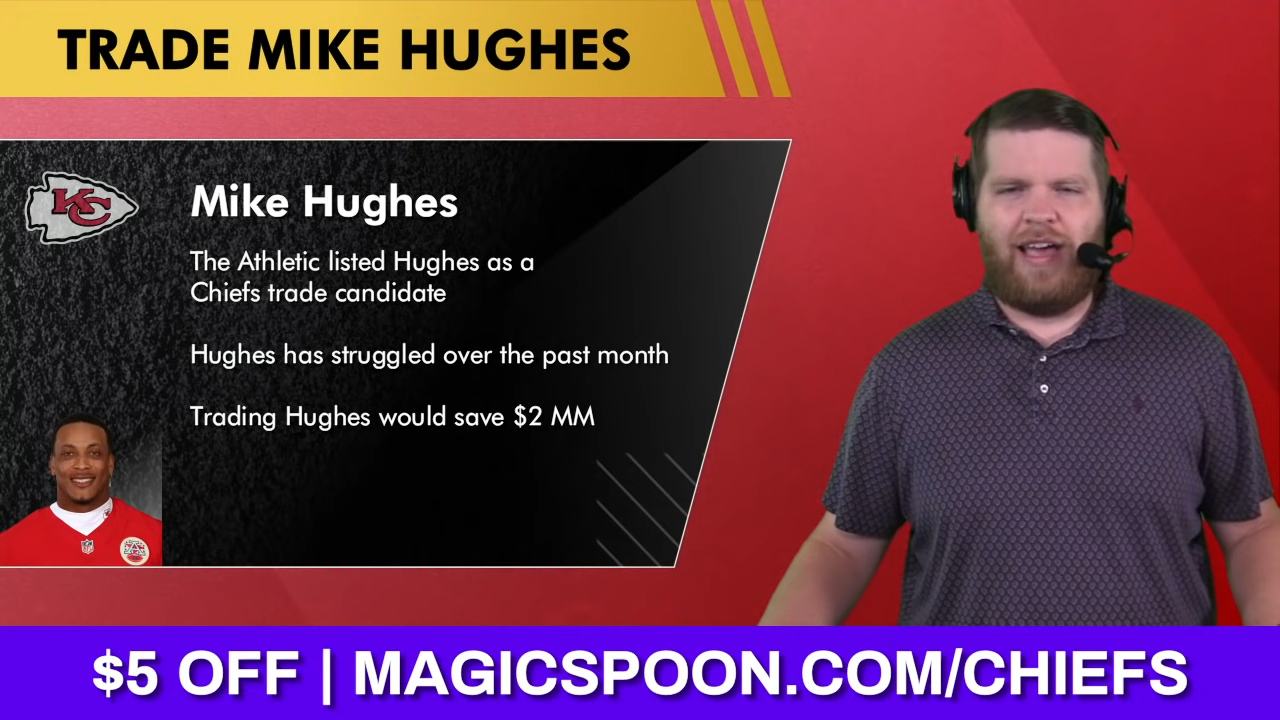 TRADE MIKE HUGHES
KC
Mike Hughes
The Athletic listed Hughes as a
Chiefs trade candidate
Hughes has struggled over the past month
Trading Hughes would save $2 MM
$5 OFF | MAGICSPOON.COM/CHIEFS